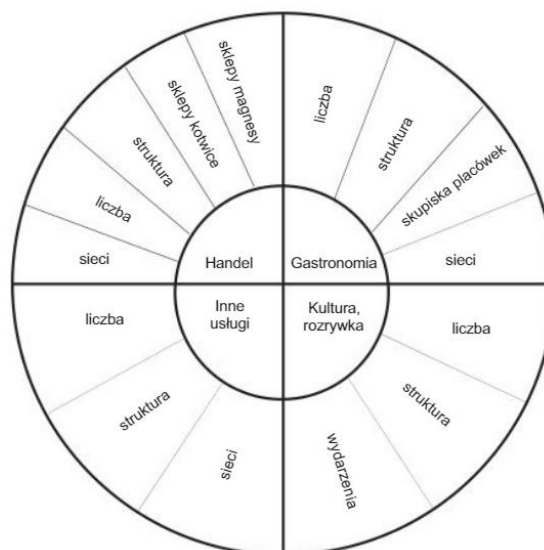 sklepy magnesy
sklepy kotwice
struktura
liczba
sieci
Handel
liczba
struktura
skupiska placówek
sieci
Gastronomia
Inne
usługi
liczba
struktura
sieci
Kultura,
rozrywka
liczba
struktura
wydarzenia